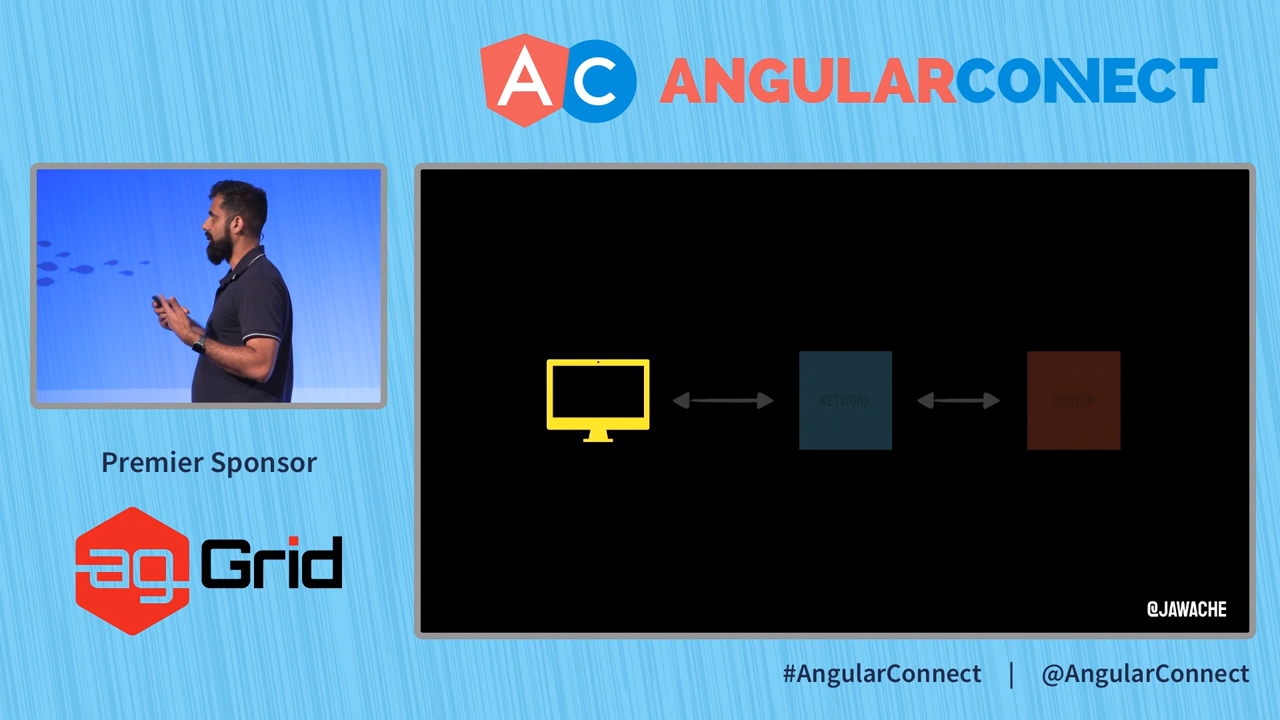 AC ANGULARCONNECT
NETWORK
SERVER
Premier Sponsor
ag Grid
@JAWACHE
#AngularConnect | @AngularConnect